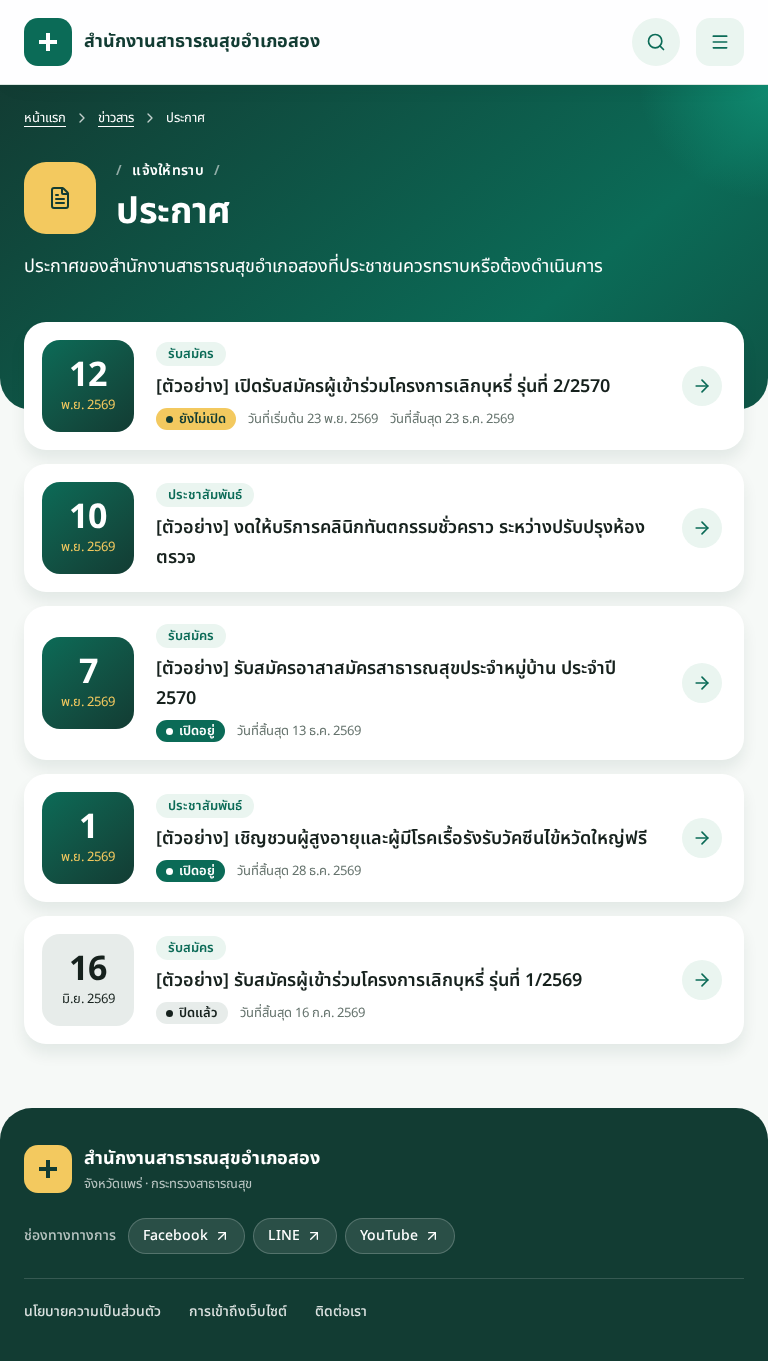 สำนักงานสาธารณสุขอำเภอสอง
หน้าแรก
ข่าวสาร
ประกาศ
/ แจ้งให้ทราบ /
ประกาศ
ประกาศของสำนักงานสาธารณสุขอำเภอสองที่ประชาชนควรทราบหรือต้องดำเนินการ
12
พ.ย. 2569
รับสมัคร
[ตัวอย่าง] เปิดรับสมัครผู้เข้าร่วมโครงการเลิกบุหรี่ รุ่นที่ 2/2570
ยังไม่เปิด
วันที่เริ่มต้น 23 พ.ย. 2569
วันที่สิ้นสุด 23 ธ.ค. 2569
10
พ.ย. 2569
ประชาสัมพันธ์
[ตัวอย่าง] งดให้บริการคลินิกทันตกรรมชั่วคราว ระหว่างปรับปรุงห้อง
ตรวจ
7
พ.ย. 2569
รับสมัคร
[ตัวอย่าง] รับสมัครอาสาสมัครสาธารณสุขประจำหมู่บ้าน ประจำปี
2570
เปิดอยู่
วันที่สิ้นสุด 13 ธ.ค. 2569
1
พ.ย. 2569
ประชาสัมพันธ์
[ตัวอย่าง] เชิญชวนผู้สูงอายุและผู้มีโรคเรื้อรังรับวัคซีนไข้หวัดใหญ่ฟรี
เปิดอยู่
วันที่สิ้นสุด 28 ธ.ค. 2569
16
มิ.ย. 2569
รับสมัคร
[ตัวอย่าง] รับสมัครผู้เข้าร่วมโครงการเลิกบุหรี่ รุ่นที่ 1/2569
ปิดแล้ว
วันที่สิ้นสุด 16 ก.ค. 2569
สำนักงานสาธารณสุขอำเภอสอง
จังหวัดแพร่ · กระทรวงสาธารณสุข
ช่องทางทางการ
Facebook
LINE
YouTube
นโยบายความเป็นส่วนตัว
การเข้าถึงเว็บไซต์
ติดต่อเรา